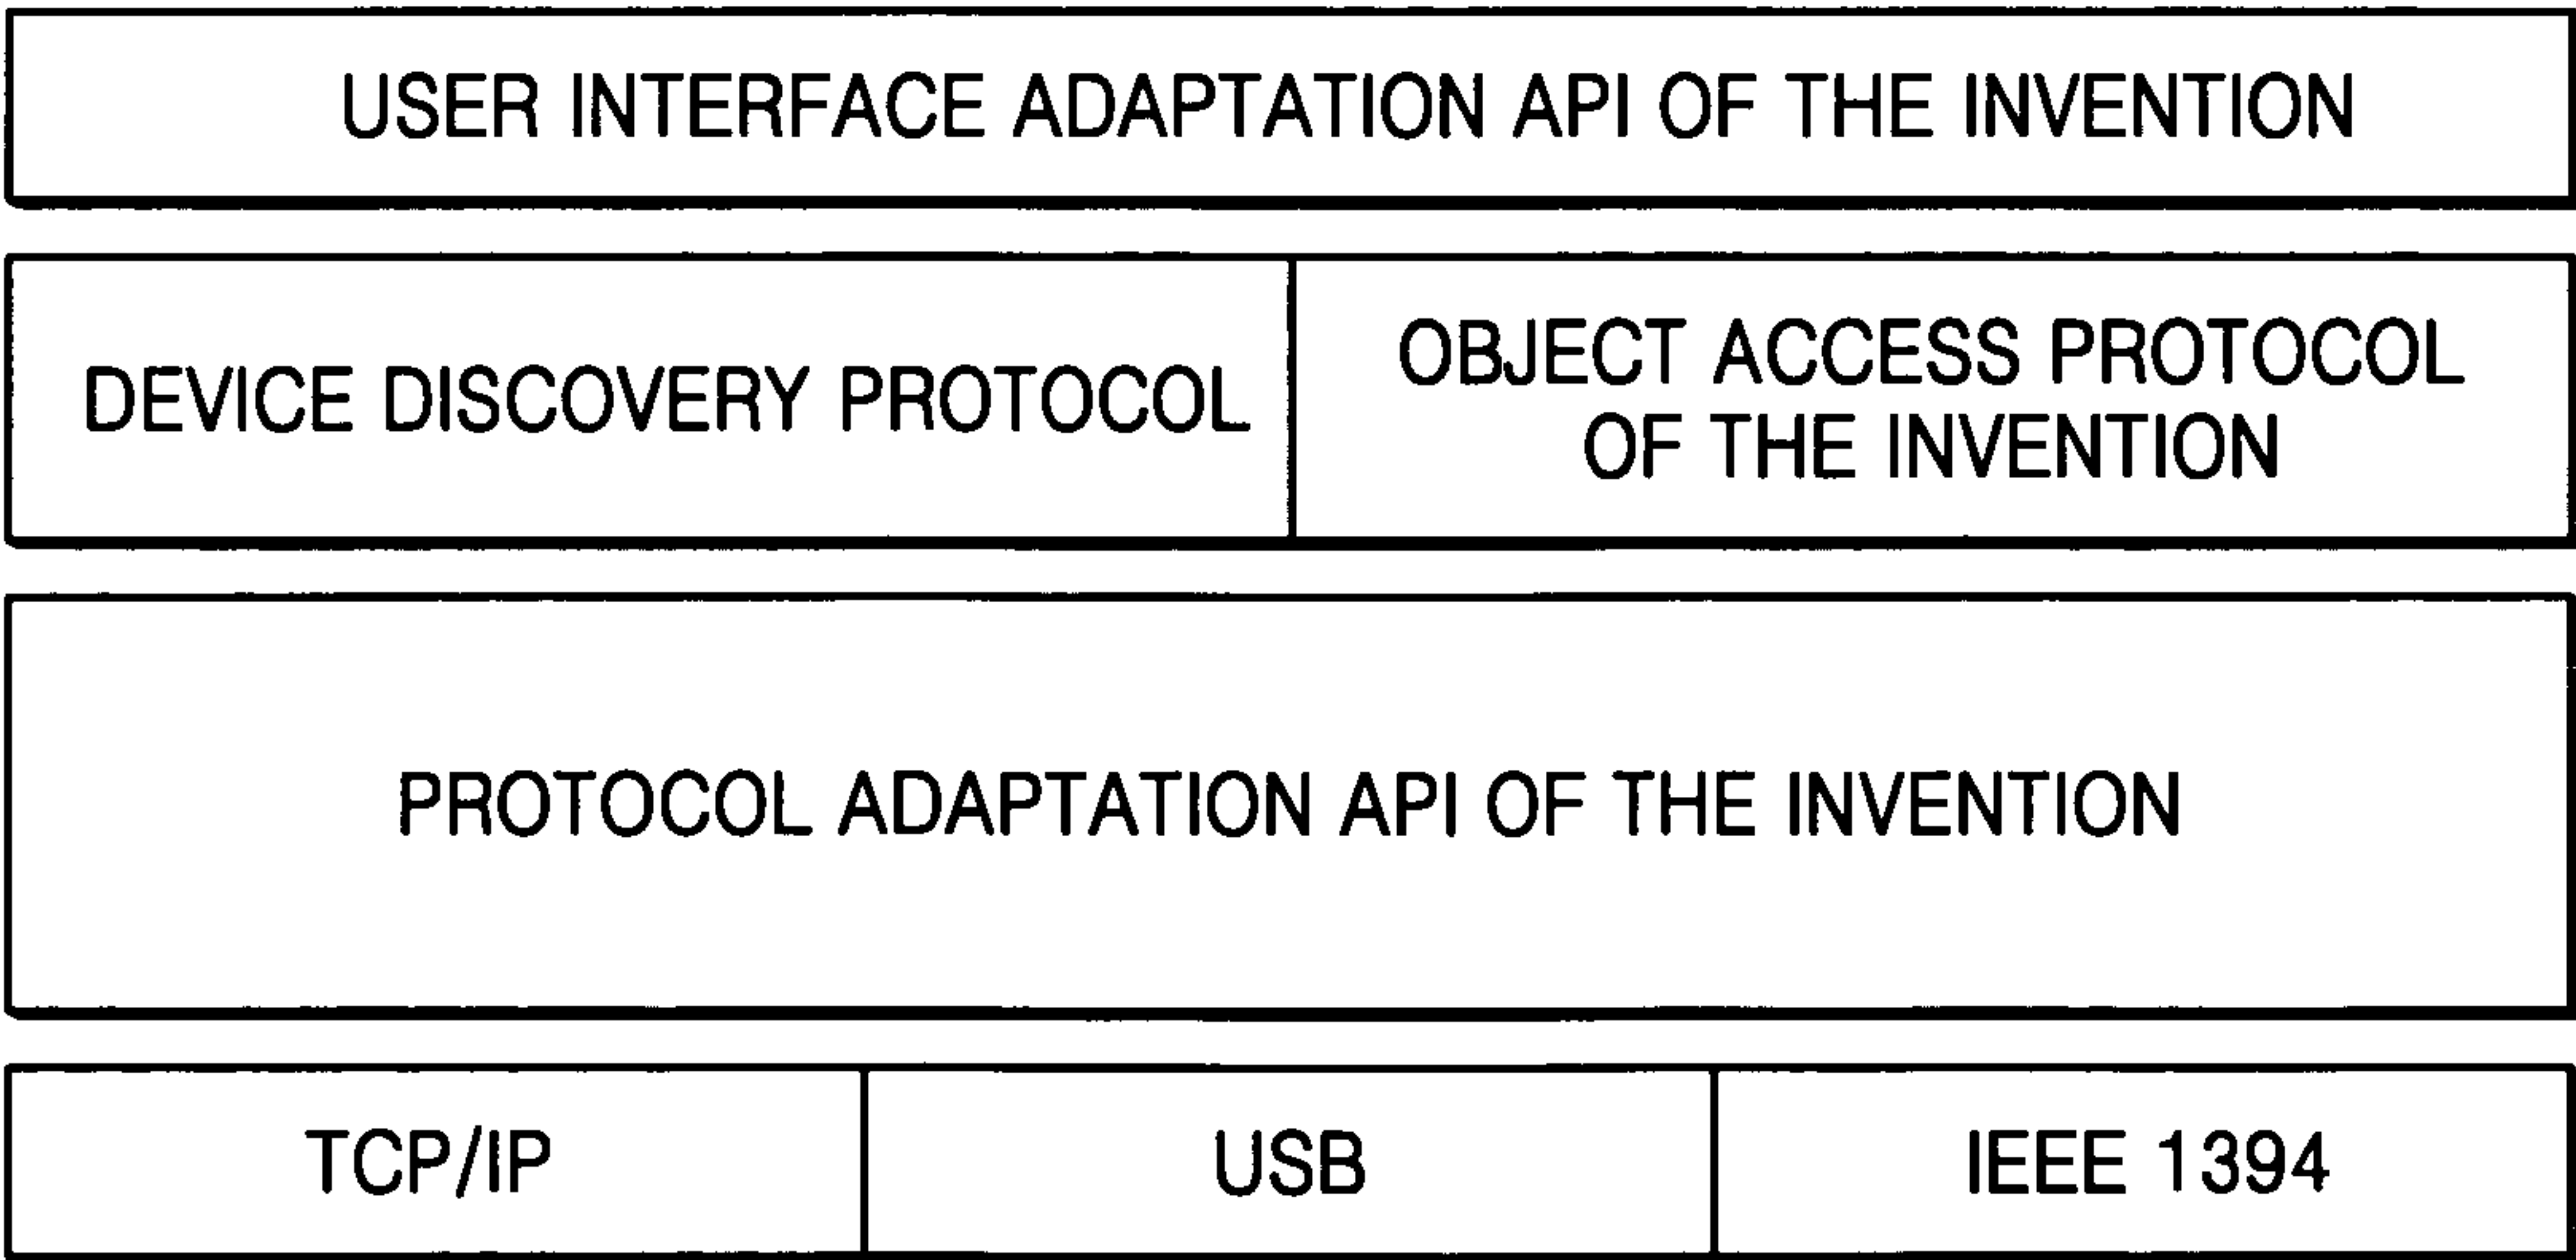 USER INTERFACE ADAPTATION API OF THE INVENTION
DEVICE DISCOVERY PROTOCOL
OBJECT ACCESS PROTOCOL
OF THE INVENTION
PROTOCOL ADAPTATION API OF THE INVENTION
TCP/IP
USB
IEEE 1394